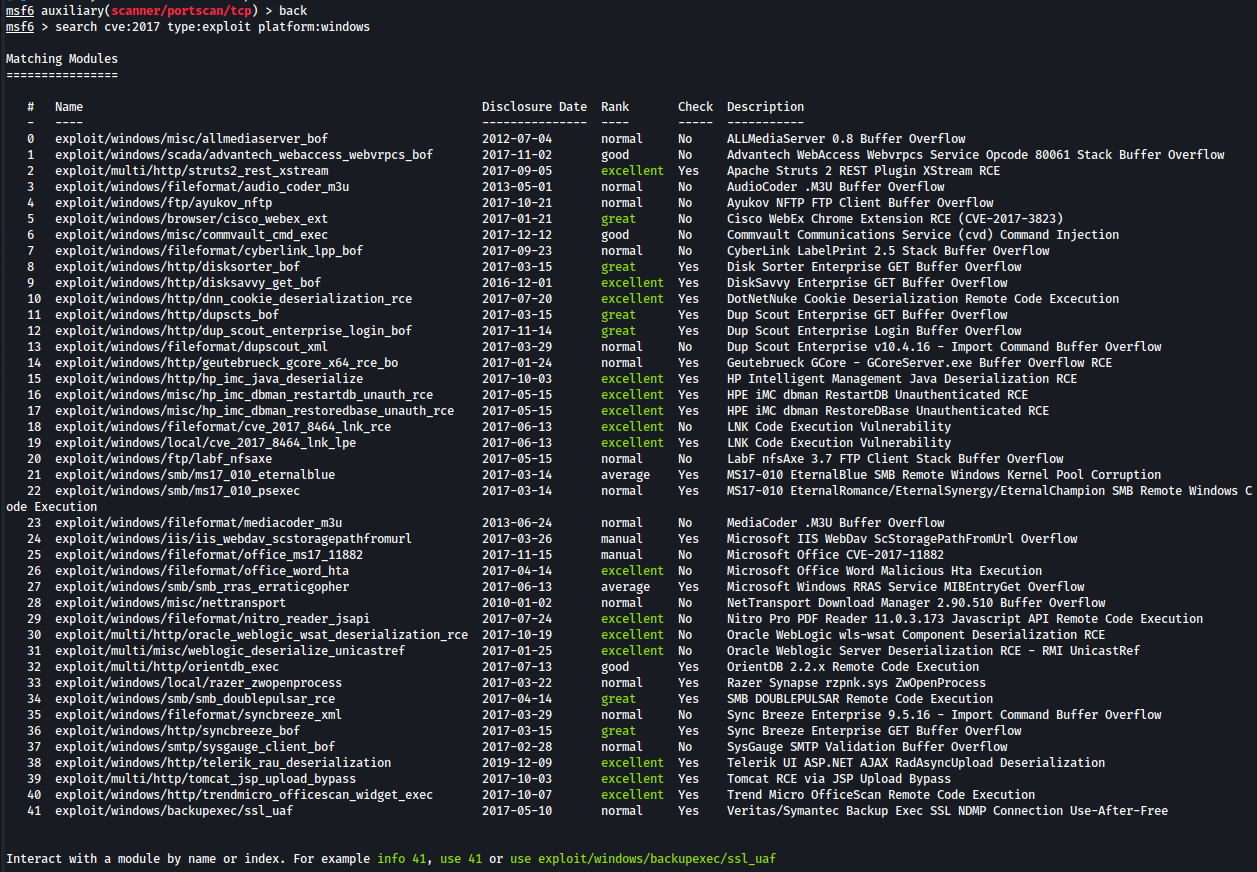 msf6 auxiliary(scanner/portscan/tcp) > back
msf6 > search cve:2017 type:exploit platform:windows
Matching Modules
================
#  Name  Disclosure Date  Rank  Check  Description
-  ----  ---------------  ----  -----  -----------
0  exploit/windows/misc/allmediaserver_bof  2012-07-04  normal  No  ALLMediaServer 0.8 Buffer Overflow
1  exploit/windows/scada/advantech_webaccess_webvrpcs_bof  2017-11-02  good  No  Advantech WebAccess Webvrpcs Service Opcode 80061 Stack Buffer Overflow
2  exploit/multi/http/struts2_rest_xstream  2017-09-05  excellent  Yes  Apache Struts 2 REST Plugin XStream RCE
3  exploit/windows/fileformat/audio_coder_m3u  2013-05-01  normal  No  AudioCoder .M3U Buffer Overflow
4  exploit/windows/ftp/ayukov_nftp  2017-10-21  normal  No  Ayukov NFTP FTP Client Buffer Overflow
5  exploit/windows/browser/cisco_webex_ext  2017-01-21  great  No  Cisco WebEx Chrome Extension RCE (CVE-2017-3823)
6  exploit/windows/misc/commvault_cmd_exec  2017-12-12  good  No  Commvault Communications Service (cvd) Command Injection
7  exploit/windows/fileformat/cyberlink_lpp_bof  2017-09-23  normal  No  CyberLink LabelPrint 2.5 Stack Buffer Overflow
8  exploit/windows/http/disksorter_bof  2017-03-15  great  Yes  Disk Sorter Enterprise GET Buffer Overflow
9  exploit/windows/http/disksavvy_get_bof  2016-12-01  excellent  Yes  DiskSavvy Enterprise GET Buffer Overflow
10  exploit/windows/http/dnn_cookie_deserialization_rce  2017-07-20  excellent  Yes  DotNetNuke Cookie Deserialization Remote Code Excecution
11  exploit/windows/http/dupscts_bof  2017-03-15  great  Yes  Dup Scout Enterprise GET Buffer Overflow
12  exploit/windows/http/dup_scout_enterprise_login_bof  2017-11-14  great  Yes  Dup Scout Enterprise Login Buffer Overflow
13  exploit/windows/fileformat/dupscout_xml  2017-03-29  normal  No  Dup Scout Enterprise v10.4.16 - Import Command Buffer Overflow
14  exploit/windows/http/geutebrueck_gcore_x64_rce_bo  2017-01-24  normal  Yes  Geutebrueck GCore - GCoreServer.exe Buffer Overflow RCE
15  exploit/windows/http/hp_imc_java_deserialize  2017-10-03  excellent  Yes  HP Intelligent Management Java Deserialization RCE
16  exploit/windows/misc/hp_imc_dbman_restartdb_unauth_rce  2017-05-15  excellent  Yes  HPE iMC dbman RestartDB Unauthenticated RCE
17  exploit/windows/misc/hp_imc_dbman_restoredbase_unauth_rce  2017-05-15  excellent  Yes  HPE iMC dbman RestoreDBase Unauthenticated RCE
18  exploit/windows/fileformat/cve_2017_8464_lnk_rce  2017-06-13  excellent  No  LNK Code Execution Vulnerability
19  exploit/windows/local/cve_2017_8464_lnk_lpe  2017-06-13  excellent  Yes  LNK Code Execution Vulnerability
20  exploit/windows/ftp/labf_nfsaxe  2017-05-15  normal  No  LabF nfsAxe 3.7 FTP Client Stack Buffer Overflow
21  exploit/windows/smb/ms17_010_eternalblue  2017-03-14  average  Yes  MS17-010 EternalBlue SMB Remote Windows Kernel Pool Corruption
22  exploit/windows/smb/ms17_010_psexec  2017-03-14  normal  Yes  MS17-010 EternalRomance/EternalSynergy/EternalChampion SMB Remote Windows C
ode Execution
23  exploit/windows/fileformat/mediacoder_m3u  2013-06-24  normal  No  MediaCoder .M3U Buffer Overflow
24  exploit/windows/iis/iis_webdav_scstoragepathfromurl  2017-03-26  manual  Yes  Microsoft IIS WebDav ScStoragePathFromUrl Overflow
25  exploit/windows/fileformat/office_ms17_11882  2017-11-15  manual  No  Microsoft Office CVE-2017-11882
26  exploit/windows/fileformat/office_word_hta  2017-04-14  excellent  No  Microsoft Office Word Malicious Hta Execution
27  exploit/windows/smb/smb_rras_erraticgopher  2017-06-13  average  Yes  Microsoft Windows RRAS Service MIBEntryGet Overflow
28  exploit/windows/misc/nettransport  2010-01-02  normal  No  NetTransport Download Manager 2.90.510 Buffer Overflow
29  exploit/windows/fileformat/nitro_reader_jsapi  2017-07-24  excellent  No  Nitro Pro PDF Reader 11.0.3.173 Javascript API Remote Code Execution
30  exploit/multi/http/oracle_weblogic_wsat_deserialization_rce  2017-10-19  excellent  No  Oracle WebLogic wls-wsat Component Deserialization RCE
31  exploit/multi/misc/weblogic_deserialize_unicastref  2017-01-25  excellent  No  Oracle Weblogic Server Deserialization RCE - RMI UnicastRef
32  exploit/multi/http/orientdb_exec  2017-07-13  good  Yes  OrientDB 2.2.x Remote Code Execution
33  exploit/windows/local/razer_zwopenprocess  2017-03-22  normal  Yes  Razer Synapse rzpnk.sys ZwOpenProcess
34  exploit/windows/smb/smb_doublepulsar_rce  2017-04-14  great  Yes  SMB DOUBLEPULSAR Remote Code Execution
35  exploit/windows/fileformat/syncbreeze_xml  2017-03-29  normal  No  Sync Breeze Enterprise 9.5.16 - Import Command Buffer Overflow
36  exploit/windows/http/syncbreeze_bof  2017-03-15  great  Yes  Sync Breeze Enterprise GET Buffer Overflow
37  exploit/windows/smtp/sysgauge_client_bof  2017-02-28  normal  No  SysGauge SMTP Validation Buffer Overflow
38  exploit/windows/http/telerik_rau_deserialization  2019-12-09  excellent  Yes  Telerik UI ASP.NET AJAX RadAsyncUpload Deserialization
39  exploit/multi/http/tomcat_jsp_upload_bypass  2017-10-03  excellent  Yes  Tomcat RCE via JSP Upload Bypass
40  exploit/windows/http/trendmicro_officescan_widget_exec  2017-10-07  excellent  Yes  Trend Micro OfficeScan Remote Code Execution
41  exploit/windows/backupexec/ssl_uaf  2017-05-10  normal  Yes  Veritas/Symantec Backup Exec SSL NDMP Connection Use-After-Free
Interact with a module by name or index. For example info 41, use 41 or use exploit/windows/backupexec/ssl_uaf